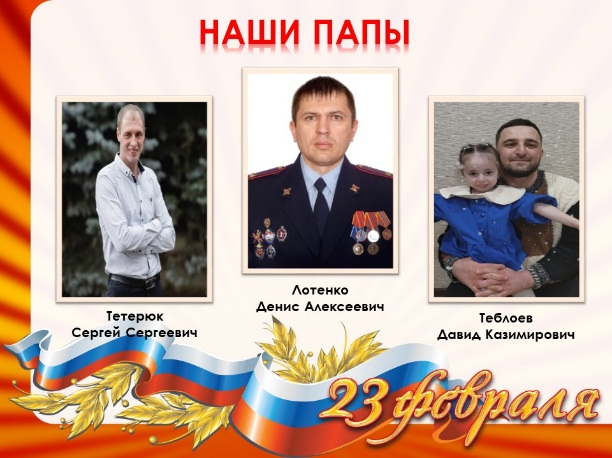 НАШИ ПАПЫ
Тетерюк
Сергей Сергеевич
Лотенко
Денис Алексеевич
Теблоев
Давид Казимирович
23 февраля